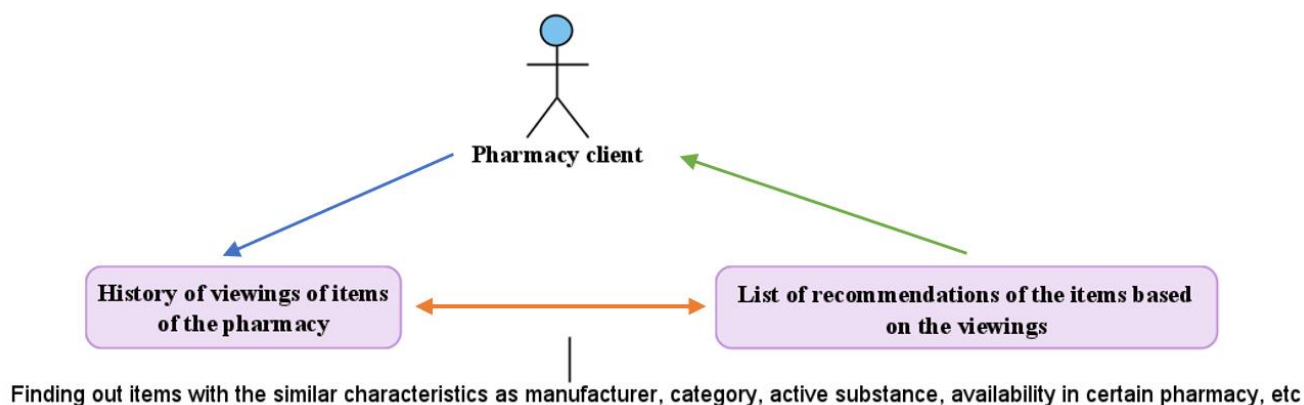 Pharmacy client
History of viewings of items
of the pharmacy
List of recommendations of the items based
on the viewings
Finding out items with the similar characteristics as manufacturer, category, active substance, availability in certain pharmacy, etc